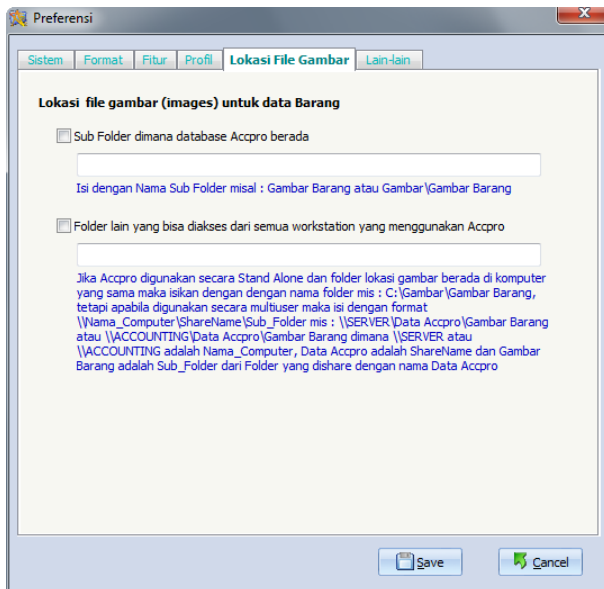 Preferensi
Sistem
Format
Fitur
Profil
Lokasi File Gambar
Lain-lain
Lokasi file gambar (images) untuk data Barang
Sub Folder dimana database Accpro berada
Isi dengan Nama Sub Folder misal : Gambar Barang atau Gambar\Gambar Barang
Folder lain yang bisa diakses dari semua workstation yang menggunakan Accpro
Jika Accpro digunakan secara Stand Alone dan folder lokasi gambar berada di komputer
yang sama maka isikan dengan dengan nama folder mis : C:\Gambar\Gambar Barang,
tetapi apabila digunakan secara multiuser maka isi dengan format
\\Nama_Computer\ShareName\Sub_Folder mis : \\SERVER\Data Accpro\Gambar Barang
atau \\ACCOUNTING\Data Accpro\Gambar Barang dimana \\SERVER atau
\\ACCOUNTING adalah Nama_Computer, Data Accpro adalah ShareName dan Gambar
Barang adalah Sub_Folder dari Folder yang dishare dengan nama Data Accpro
Save
Cancel